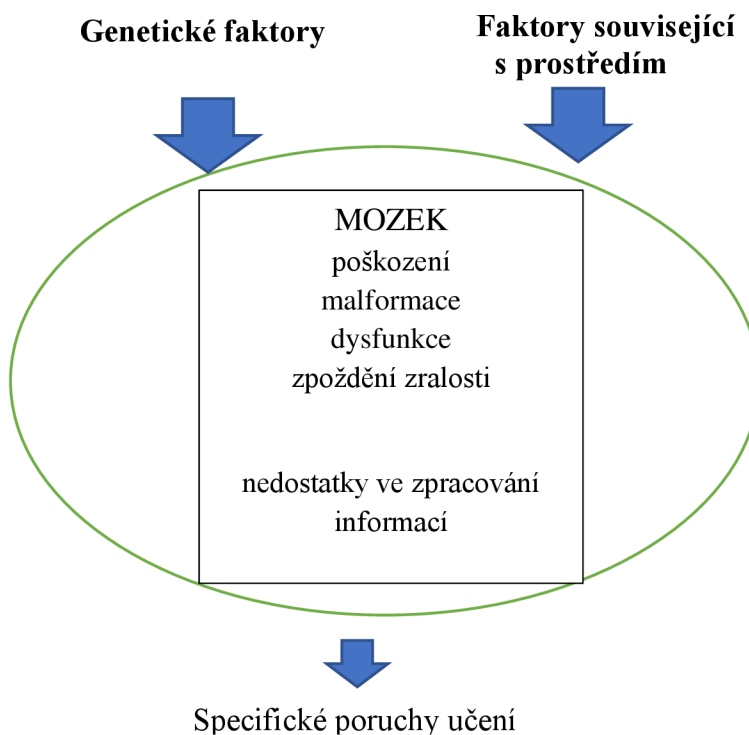 Genetické faktory
Faktory související
s prostředím
MOZEK
poškození
malformace
dysfunkce
zpoždění zralosti
nedostatky ve zpracování
informací
Specifické poruchy učení